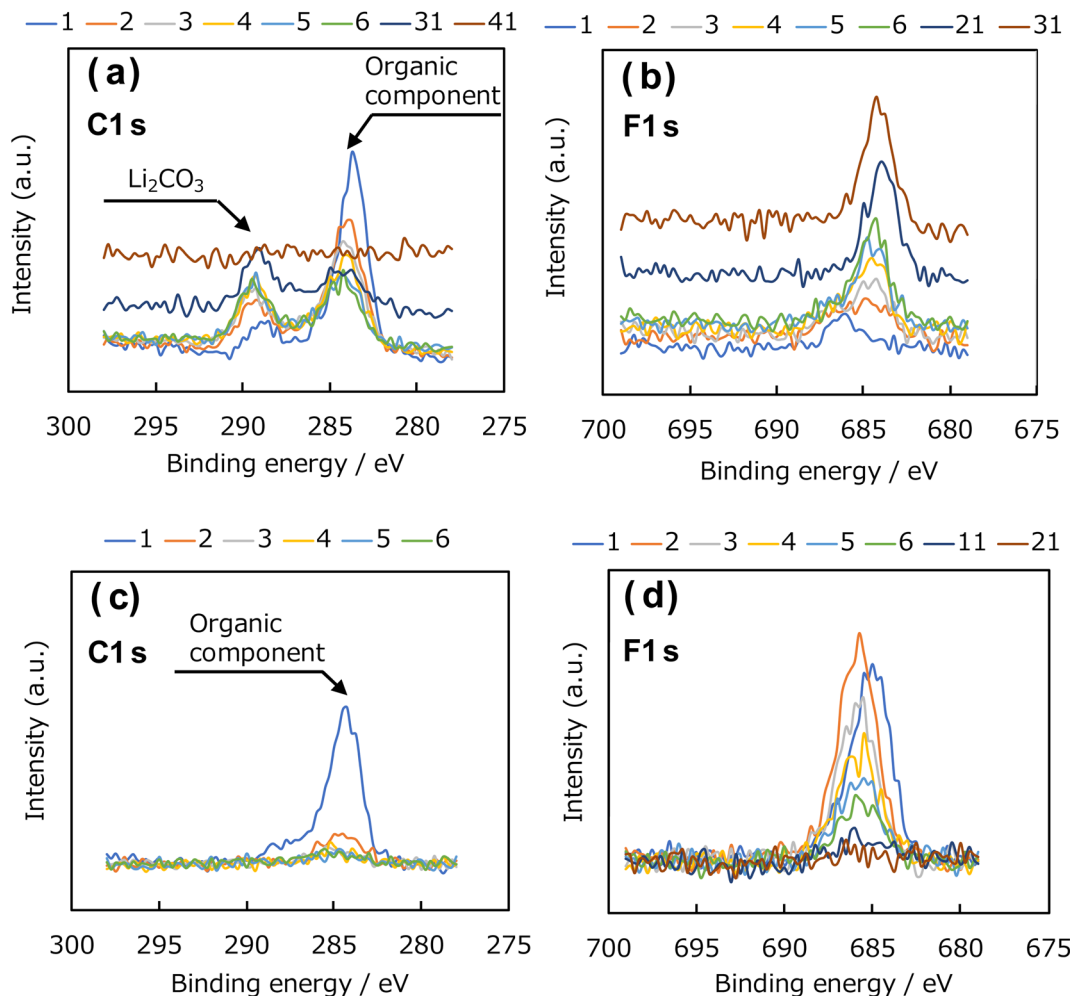 1 2 3 4 5 6 31 41
(a)
C1s
Organic
component
Li₂CO₃
Intensity (a.u.)
300 295 290 285 280 275
Binding energy / eV
1 2 3 4 5 6 21 31
(b)
F1s
Intensity (a.u.)
700 695 690 685 680 675
Binding energy / eV
1 2 3 4 5 6
(c)
C1s
Organic
component
Intensity (a.u.)
300 295 290 285 280 275
Binding energy / eV
1 2 3 4 5 6 11 21
(d)
F1s
Intensity (a.u.)
700 695 690 685 680 675
Binding energy / eV